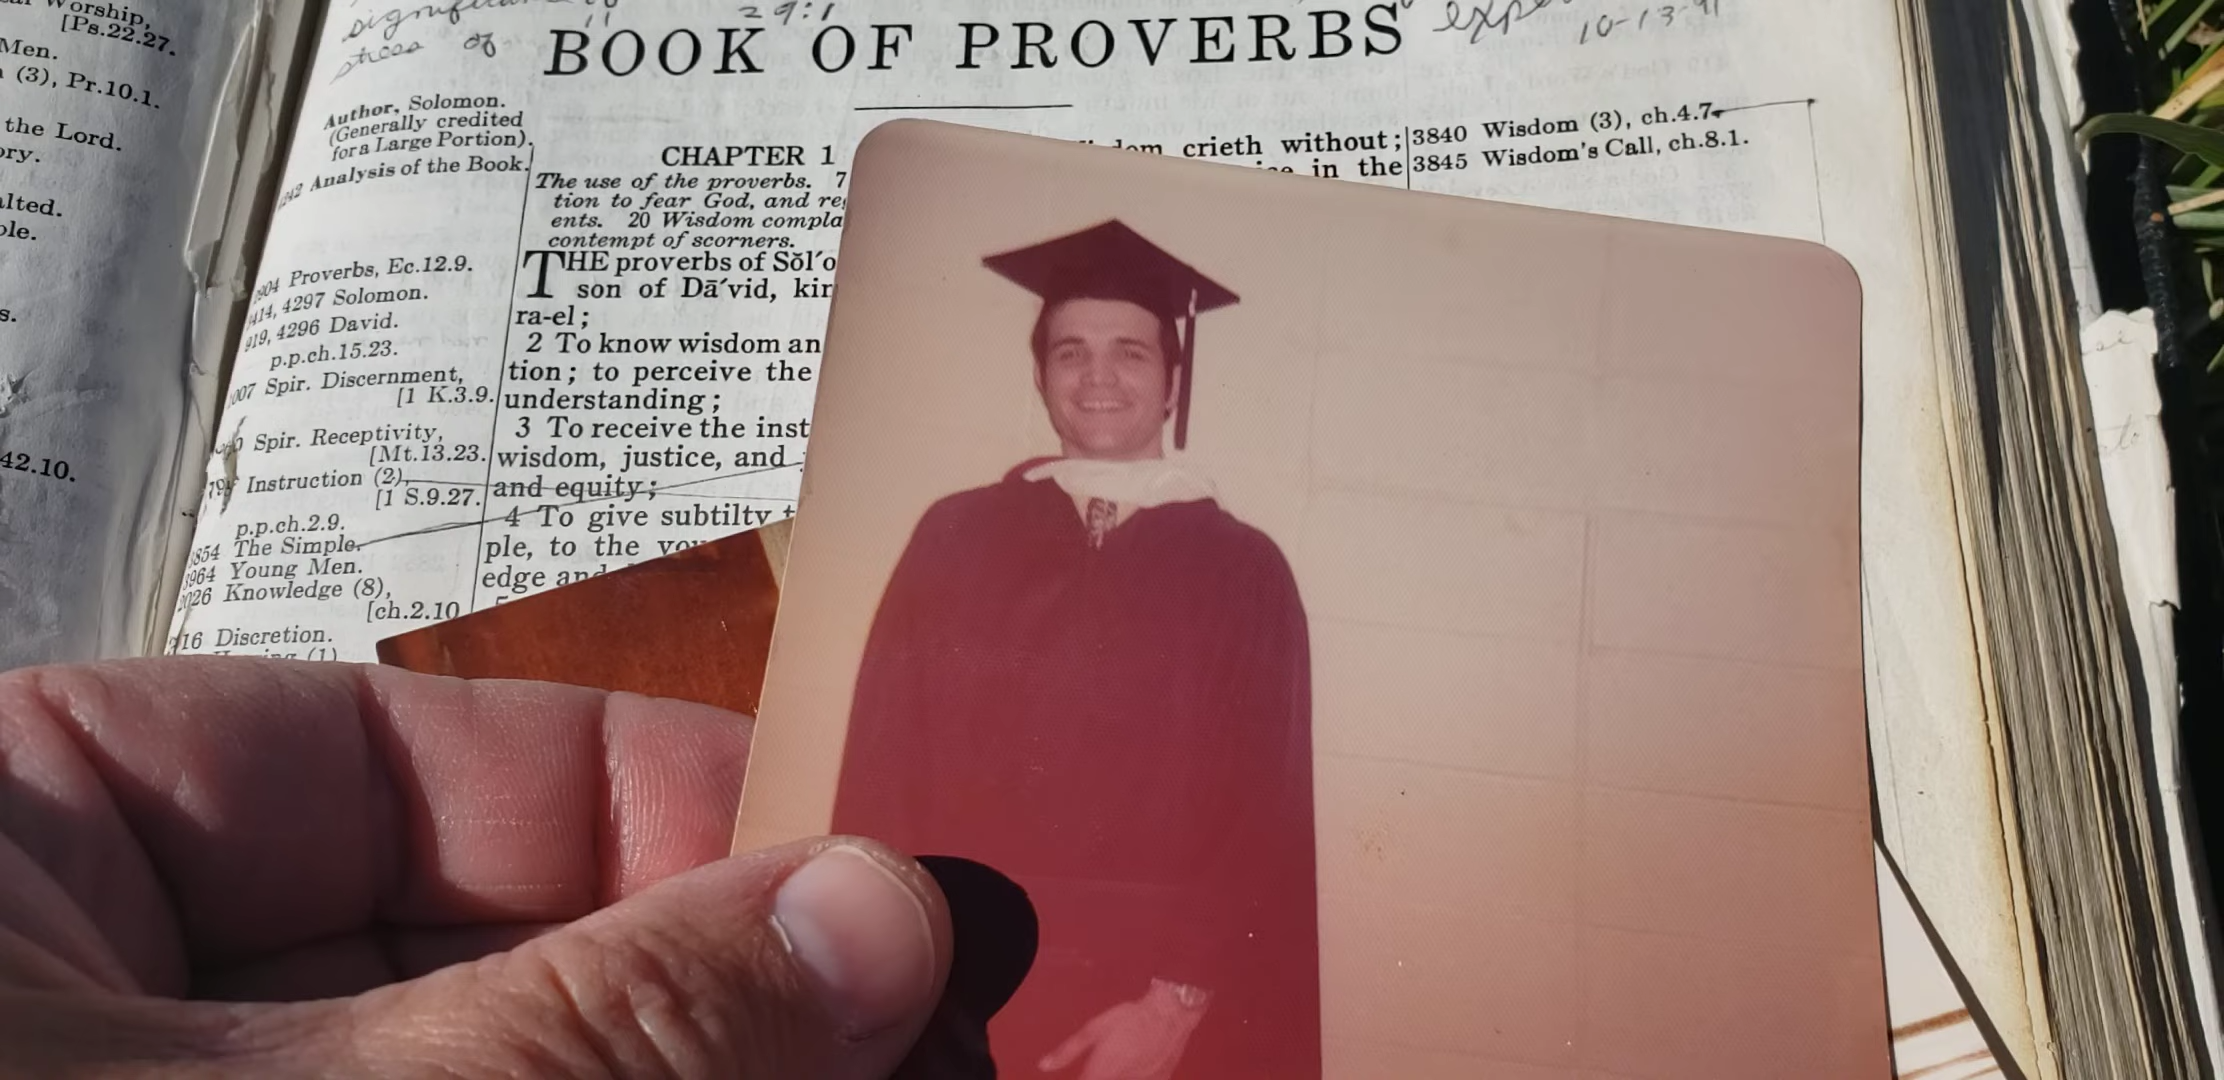 Worship,
[Ps.22.27.
Men.
(3), Pr.10.1.
the Lord.
ory.
alted.
ble.
s.
42.10.
29:1
of
10-13-91
BOOK OF PROVERBS
Author, Solomon.
(Generally credited
for a Large Portion).
Analysis of the Book.
Proverbs, Ec.12.9.
4297 Solomon.
4296 David.
p.p.ch.15.23.
Spir. Discernment,
[1 K.3.9.
Spir. Receptivity,
[Mt.13.23.
Instruction (2),
[1 S.9.27.
p.p.ch.2.9.
The Simple.
Young Men.
Knowledge (8),
[ch.2.10
Discretion.
(1)
CHAPTER 1
The use of the proverbs. 7
tion to fear God, and re
ents. 20 Wisdom compla
contempt of scorners.
THE proverbs of Sŏl´o
son of Dā´vid, kin
ra-el;
2 To know wisdom an
tion; to perceive the
understanding;
3 To receive the inst
wisdom, justice, and
and equity;
4 To give subtilty t
ple, to the you
edge and
crieth without;
in the
3840 Wisdom (3), ch.4.7.
3845 Wisdom's Call, ch.8.1.